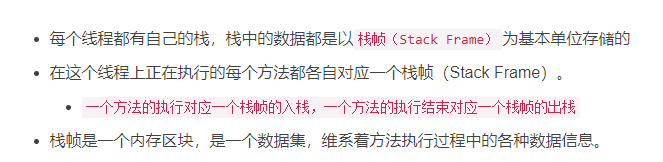 每个线程都有自己的栈，栈中的数据都是以 栈帧（Stack Frame） 为基本单位存储的
在这个线程上正在执行的每个方法都各自对应一个栈帧（Stack Frame）。
一个方法的执行对应一个栈帧的入栈，一个方法的执行结束对应一个栈帧的出栈
栈帧是一个内存区块，是一个数据集，维系着方法执行过程中的各种数据信息。